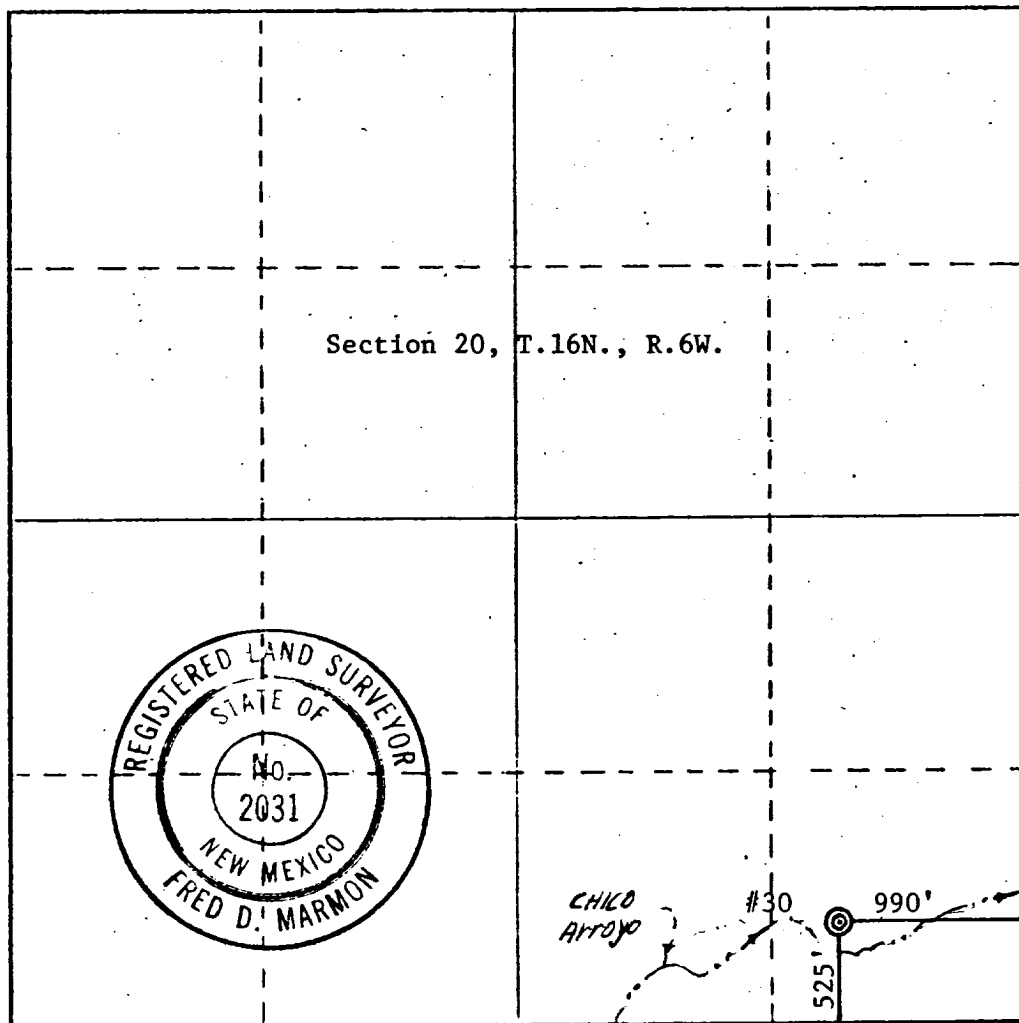 Section 20, T.16N., R.6W.
REGISTERED LAND SURVEYOR
STATE OF
No.
2031
NEW MEXICO
FRED D. MARMON
CHICO
Arroyo
#30
990'
525'